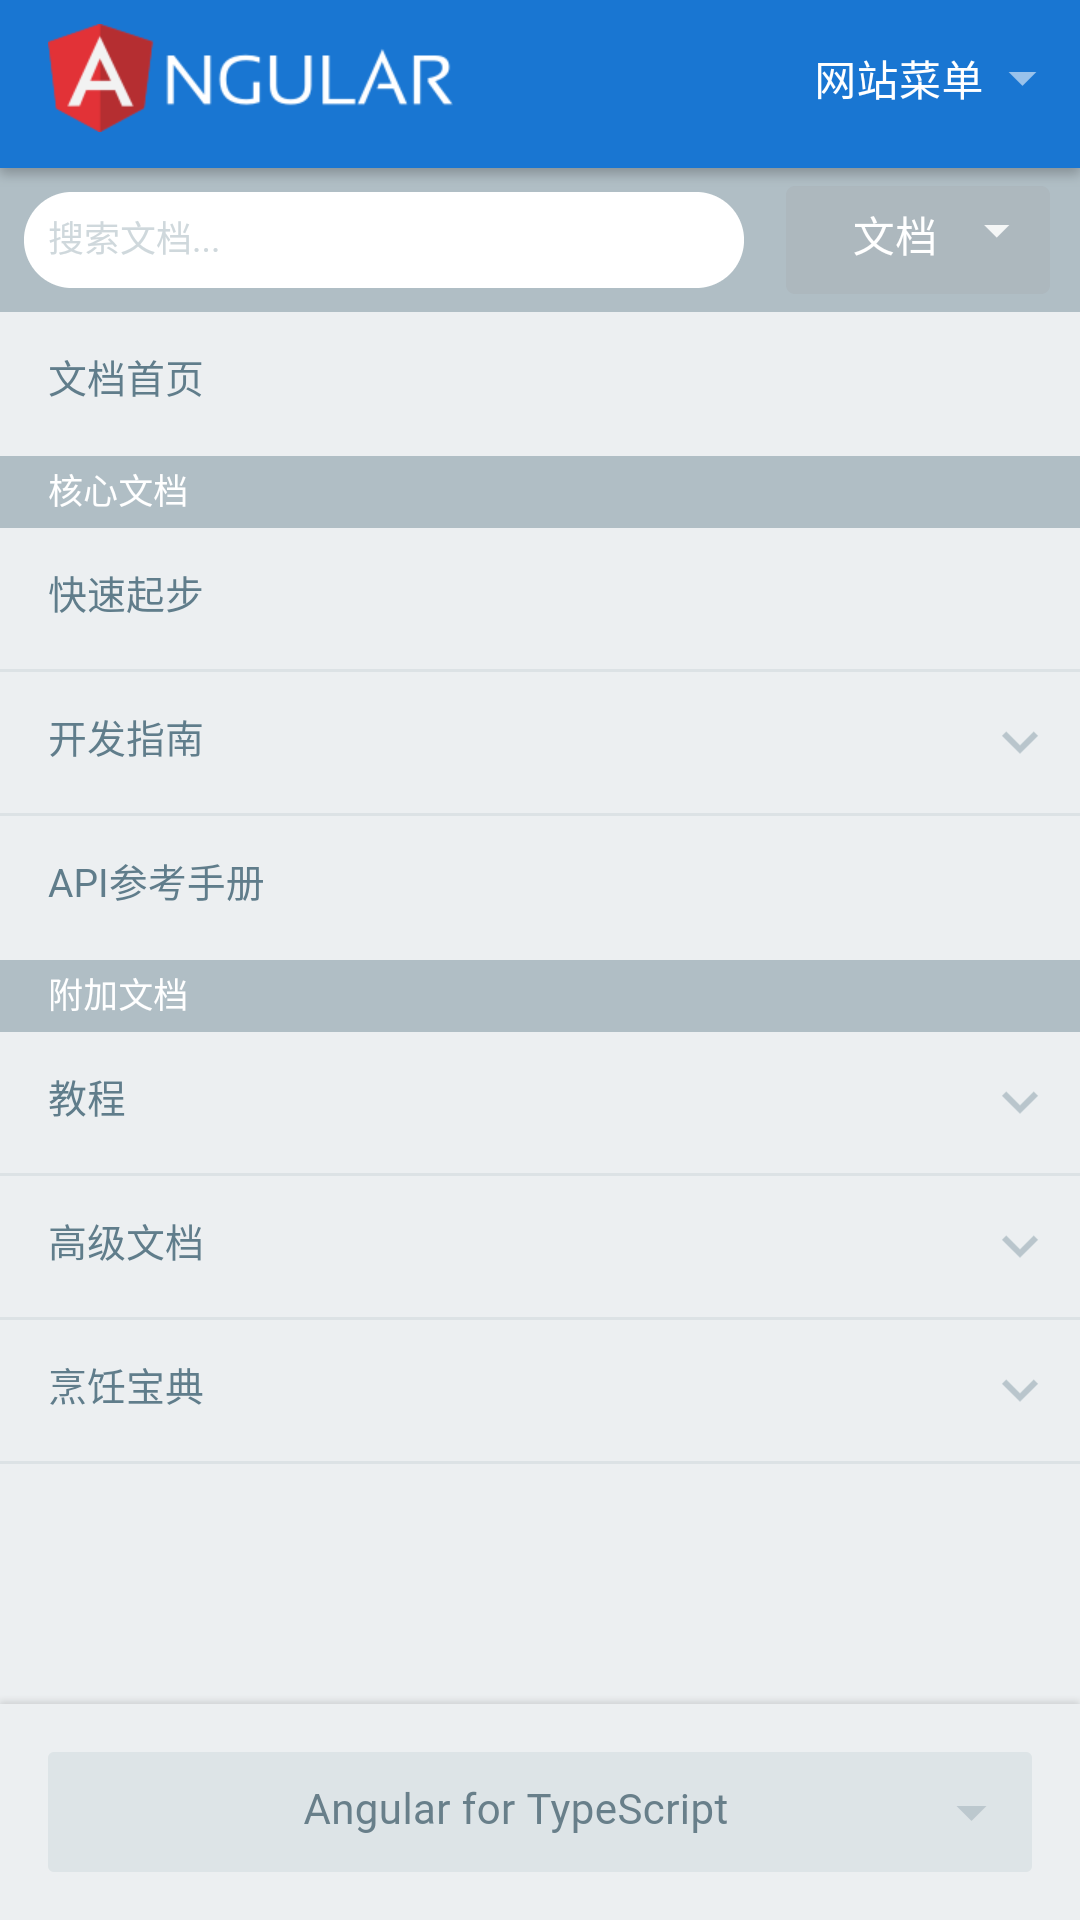 ANGULAR
网站菜单
搜索文档...
文档
文档首页
核心文档
快速起步
开发指南
API参考手册
附加文档
教程
高级文档
烹饪宝典
Angular for TypeScript